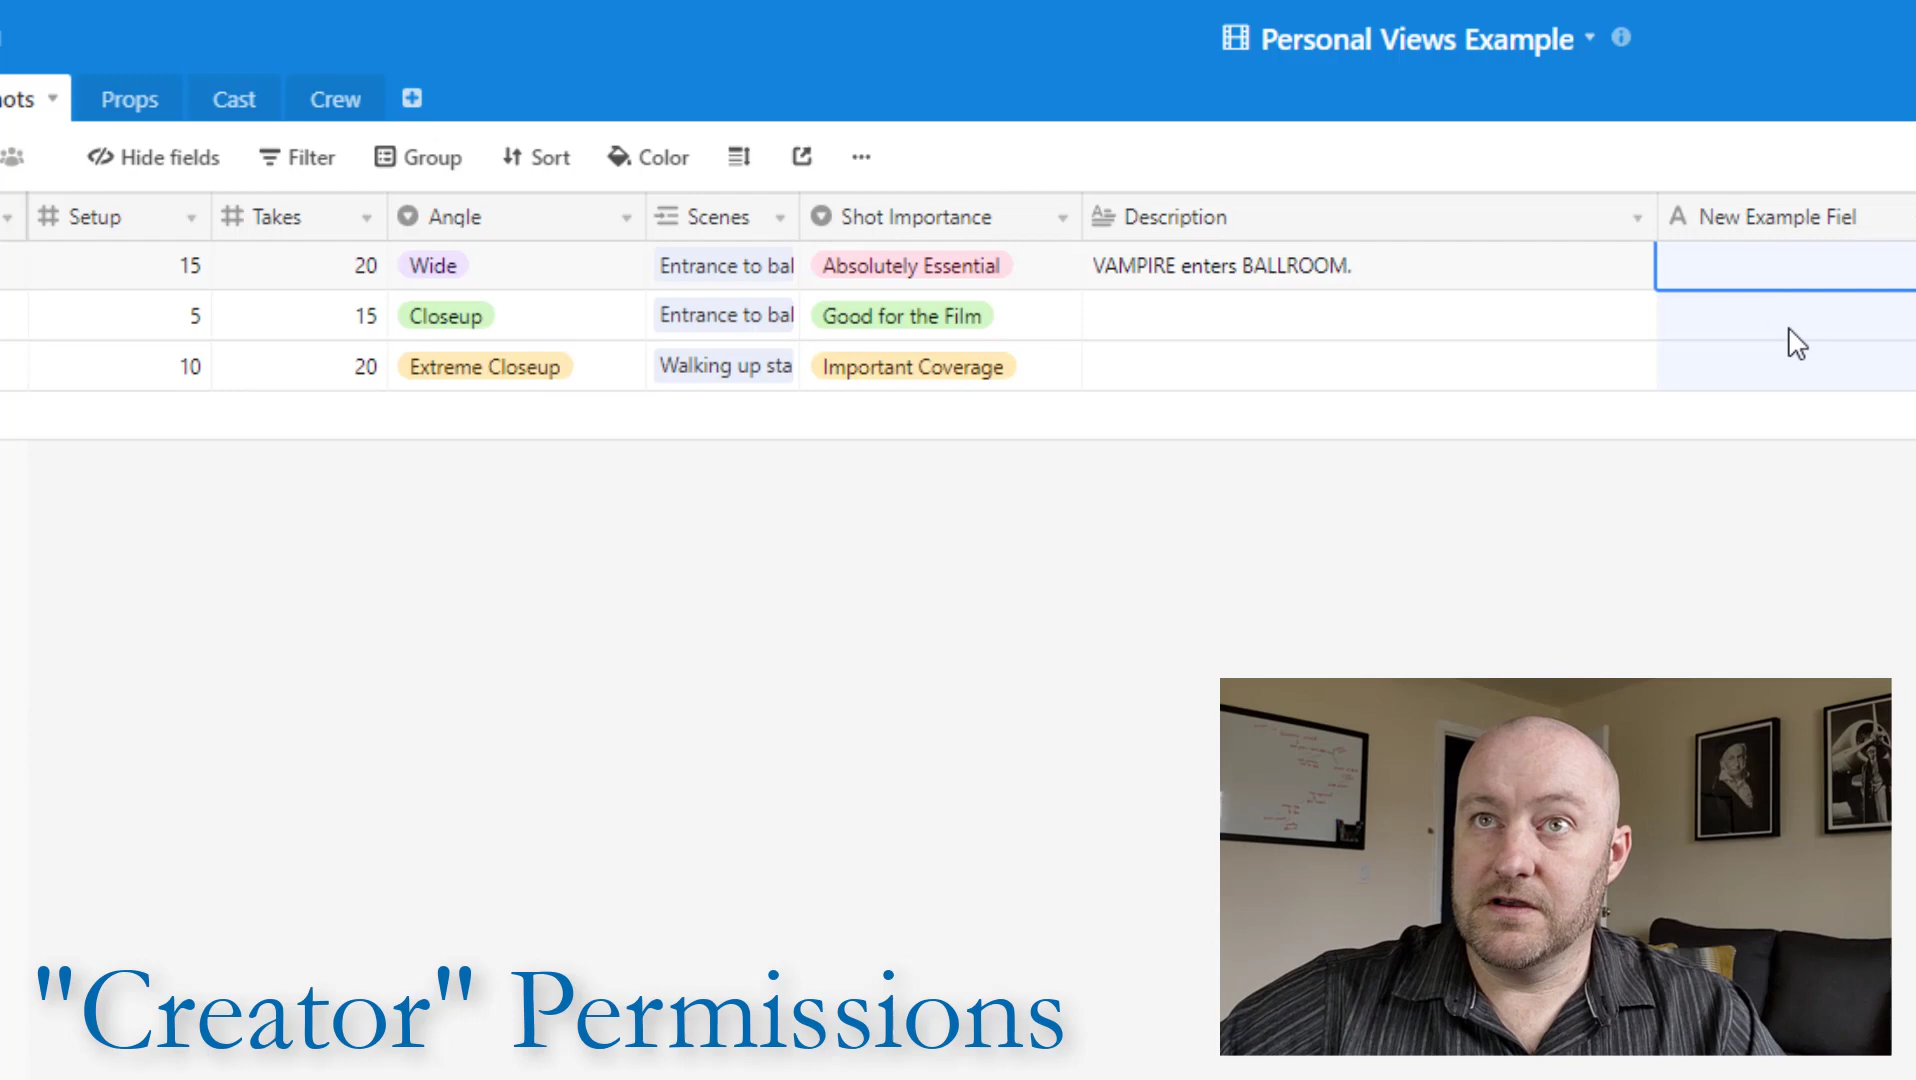 Personal Views Example
ots Props Cast Crew
Hide fields Filter Group Sort Color ...
Setup Takes Angle Scenes Shot Importance Description New Example Fiel
15 20 Wide Entrance to bal Absolutely Essential VAMPIRE enters BALLROOM.
5 15 Closeup Entrance to bal Good for the Film
10 20 Extreme Closeup Walking up sta Important Coverage
"Creator" Permissions